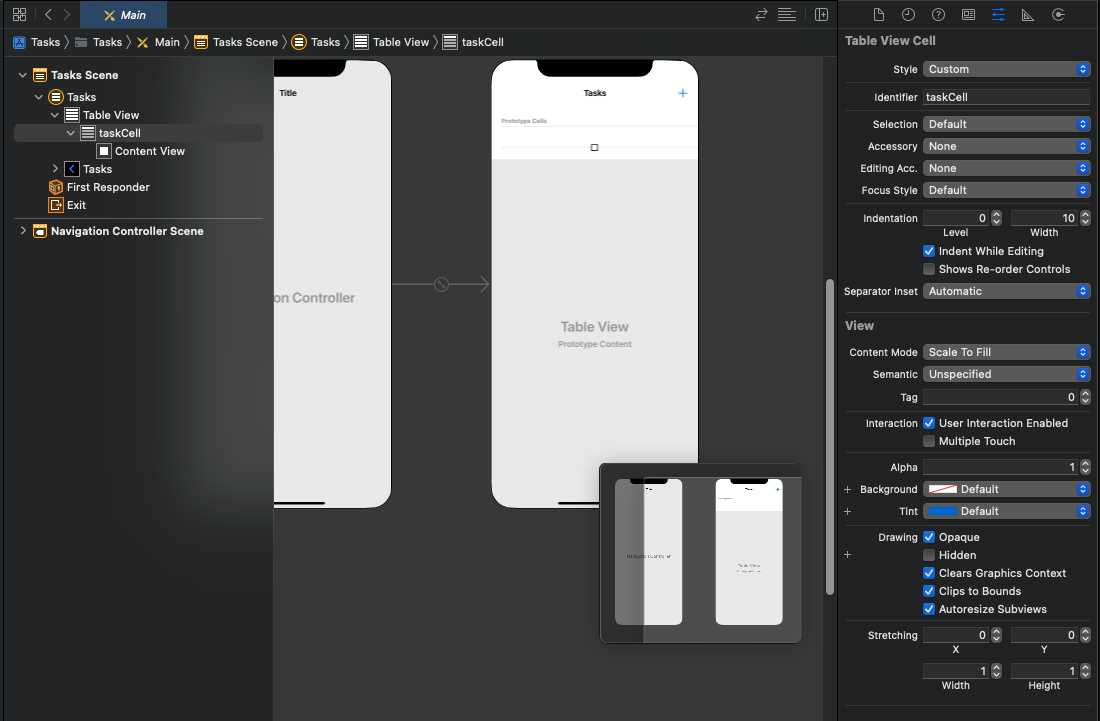 Main
Tasks
Tasks
Main
Tasks Scene
Tasks
Table View
taskCell
Tasks Scene
Tasks
Table View
taskCell
Content View
Tasks
First Responder
Exit
Navigation Controller Scene
Title
on Controller
Tasks
+
Prototype Cells
Table View
Prototype Content
Table View Cell
Style Custom
Identifier taskCell
Selection Default
Accessory None
Editing Acc. None
Focus Style Default
Indentation 0 10
Level Width
Indent While Editing
Shows Re-order Controls
Separator Inset Automatic
View
Content Mode Scale To Fill
Semantic Unspecified
Tag 0
Interaction User Interaction Enabled
Multiple Touch
Alpha 1
+ Background Default
+ Tint Default
Drawing Opaque
+ Hidden
Clears Graphics Context
Clips to Bounds
Autoresize Subviews
Stretching 0 0
X Y
1 1
Width Height